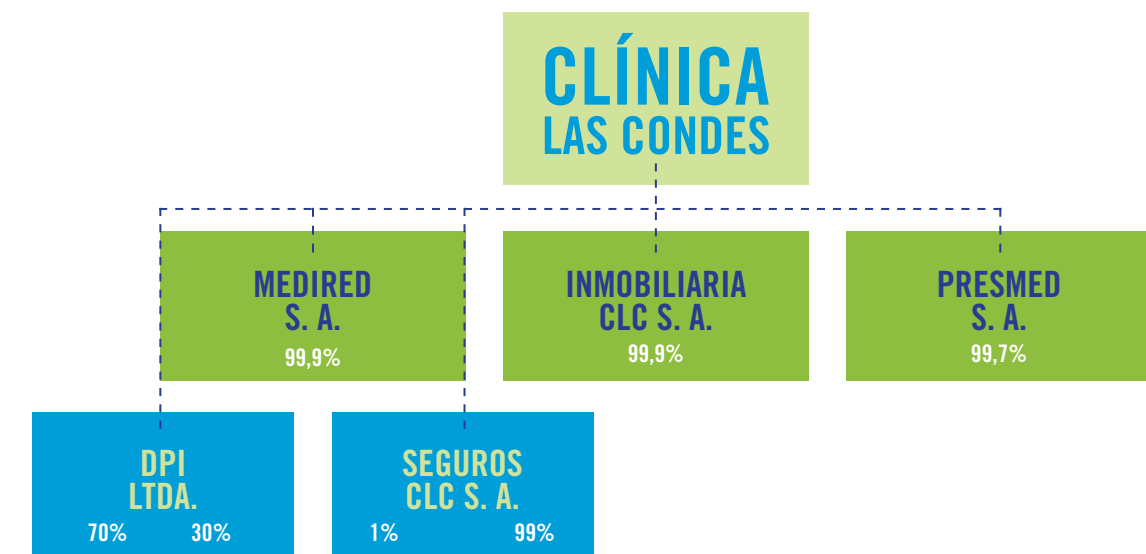 CLÍNICA
LAS CONDES
MEDIRED
S. A.
99,9%
INMOBILIARIA
CLC S. A.
99,9%
PRESMED
S. A.
99,7%
DPI
LTDA.
70% 30%
SEGUROS
CLC S. A.
1% 99%